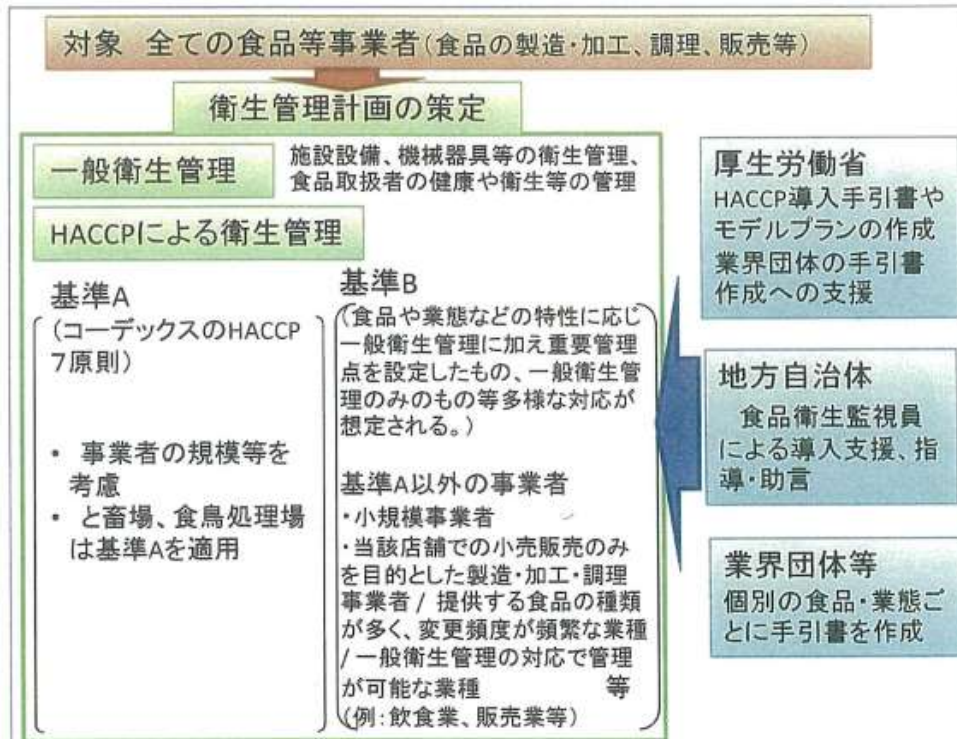 対象 全ての食品等事業者(食品の製造・加工、調理、販売等)
衛生管理計画の策定
一般衛生管理
施設設備、機械器具等の衛生管理、
食品取扱者の健康や衛生等の管理
HACCPによる衛生管理
基準A
(コーデックスのHACCP
7原則)
・ 事業者の規模等を
考慮
・ と畜場、食鳥処理場
は基準Aを適用
基準B
(食品や業態などの特性に応じ
一般衛生管理に加え重要管理
点を設定したもの、一般衛生管
理のみのもの等多様な対応が
想定される。)
基準A以外の事業者
・小規模事業者
・当該店舗での小売販売のみ
を目的とした製造・加工・調理
事業者 / 提供する食品の種類
が多く、変更頻度が頻繁な業種
/ 一般衛生管理の対応で管理
が可能な業種 等
(例:飲食業、販売業等)
厚生労働省
HACCP導入手引書や
モデルプランの作成
業界団体の手引書
作成への支援
地方自治体
食品衛生監視員
による導入支援、指
導・助言
業界団体等
個別の食品・業態ご
とに手引書を作成